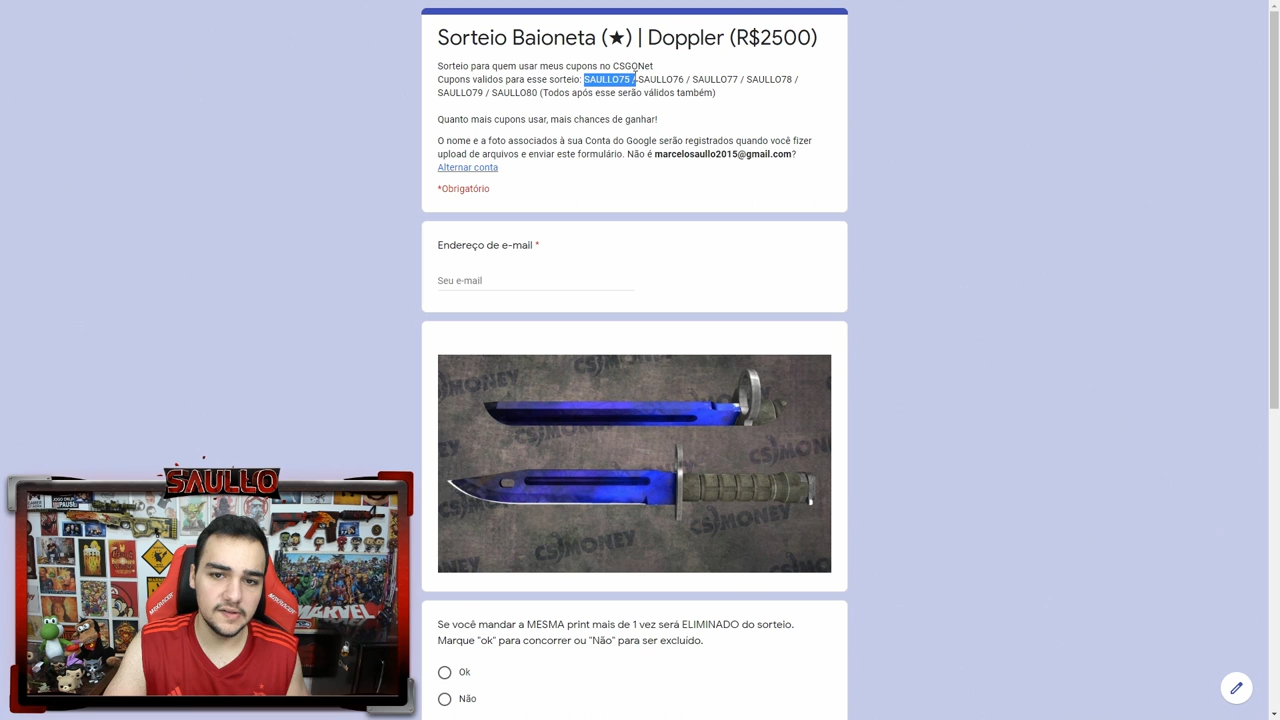 Sorteio Baioneta (★) | Doppler (R$2500)
Sorteio para quem usar meus cupons no CSGONet
Cupons validos para esse sorteio: SAULLO75 / SAULLO76 / SAULLO77 / SAULLO78 /
SAULLO79 / SAULLO80 (Todos após esse serão válidos também)
Quanto mais cupons usar, mais chances de ganhar!
O nome e a foto associados à sua Conta do Google serão registrados quando você fizer
upload de arquivos e enviar este formulário. Não é marcelosaullo2015@gmail.com?
Alternar conta
*Obrigatório
Endereço de e-mail *
Seu e-mail
CS MONEY
CS MONEY
CS MONEY
CS MONEY
Se você mandar a MESMA print mais de 1 vez será ELIMINADO do sorteio.
Marque "ok" para concorrer ou "Não" para ser excluído.
Ok
Não
SAULLO
MARVEL